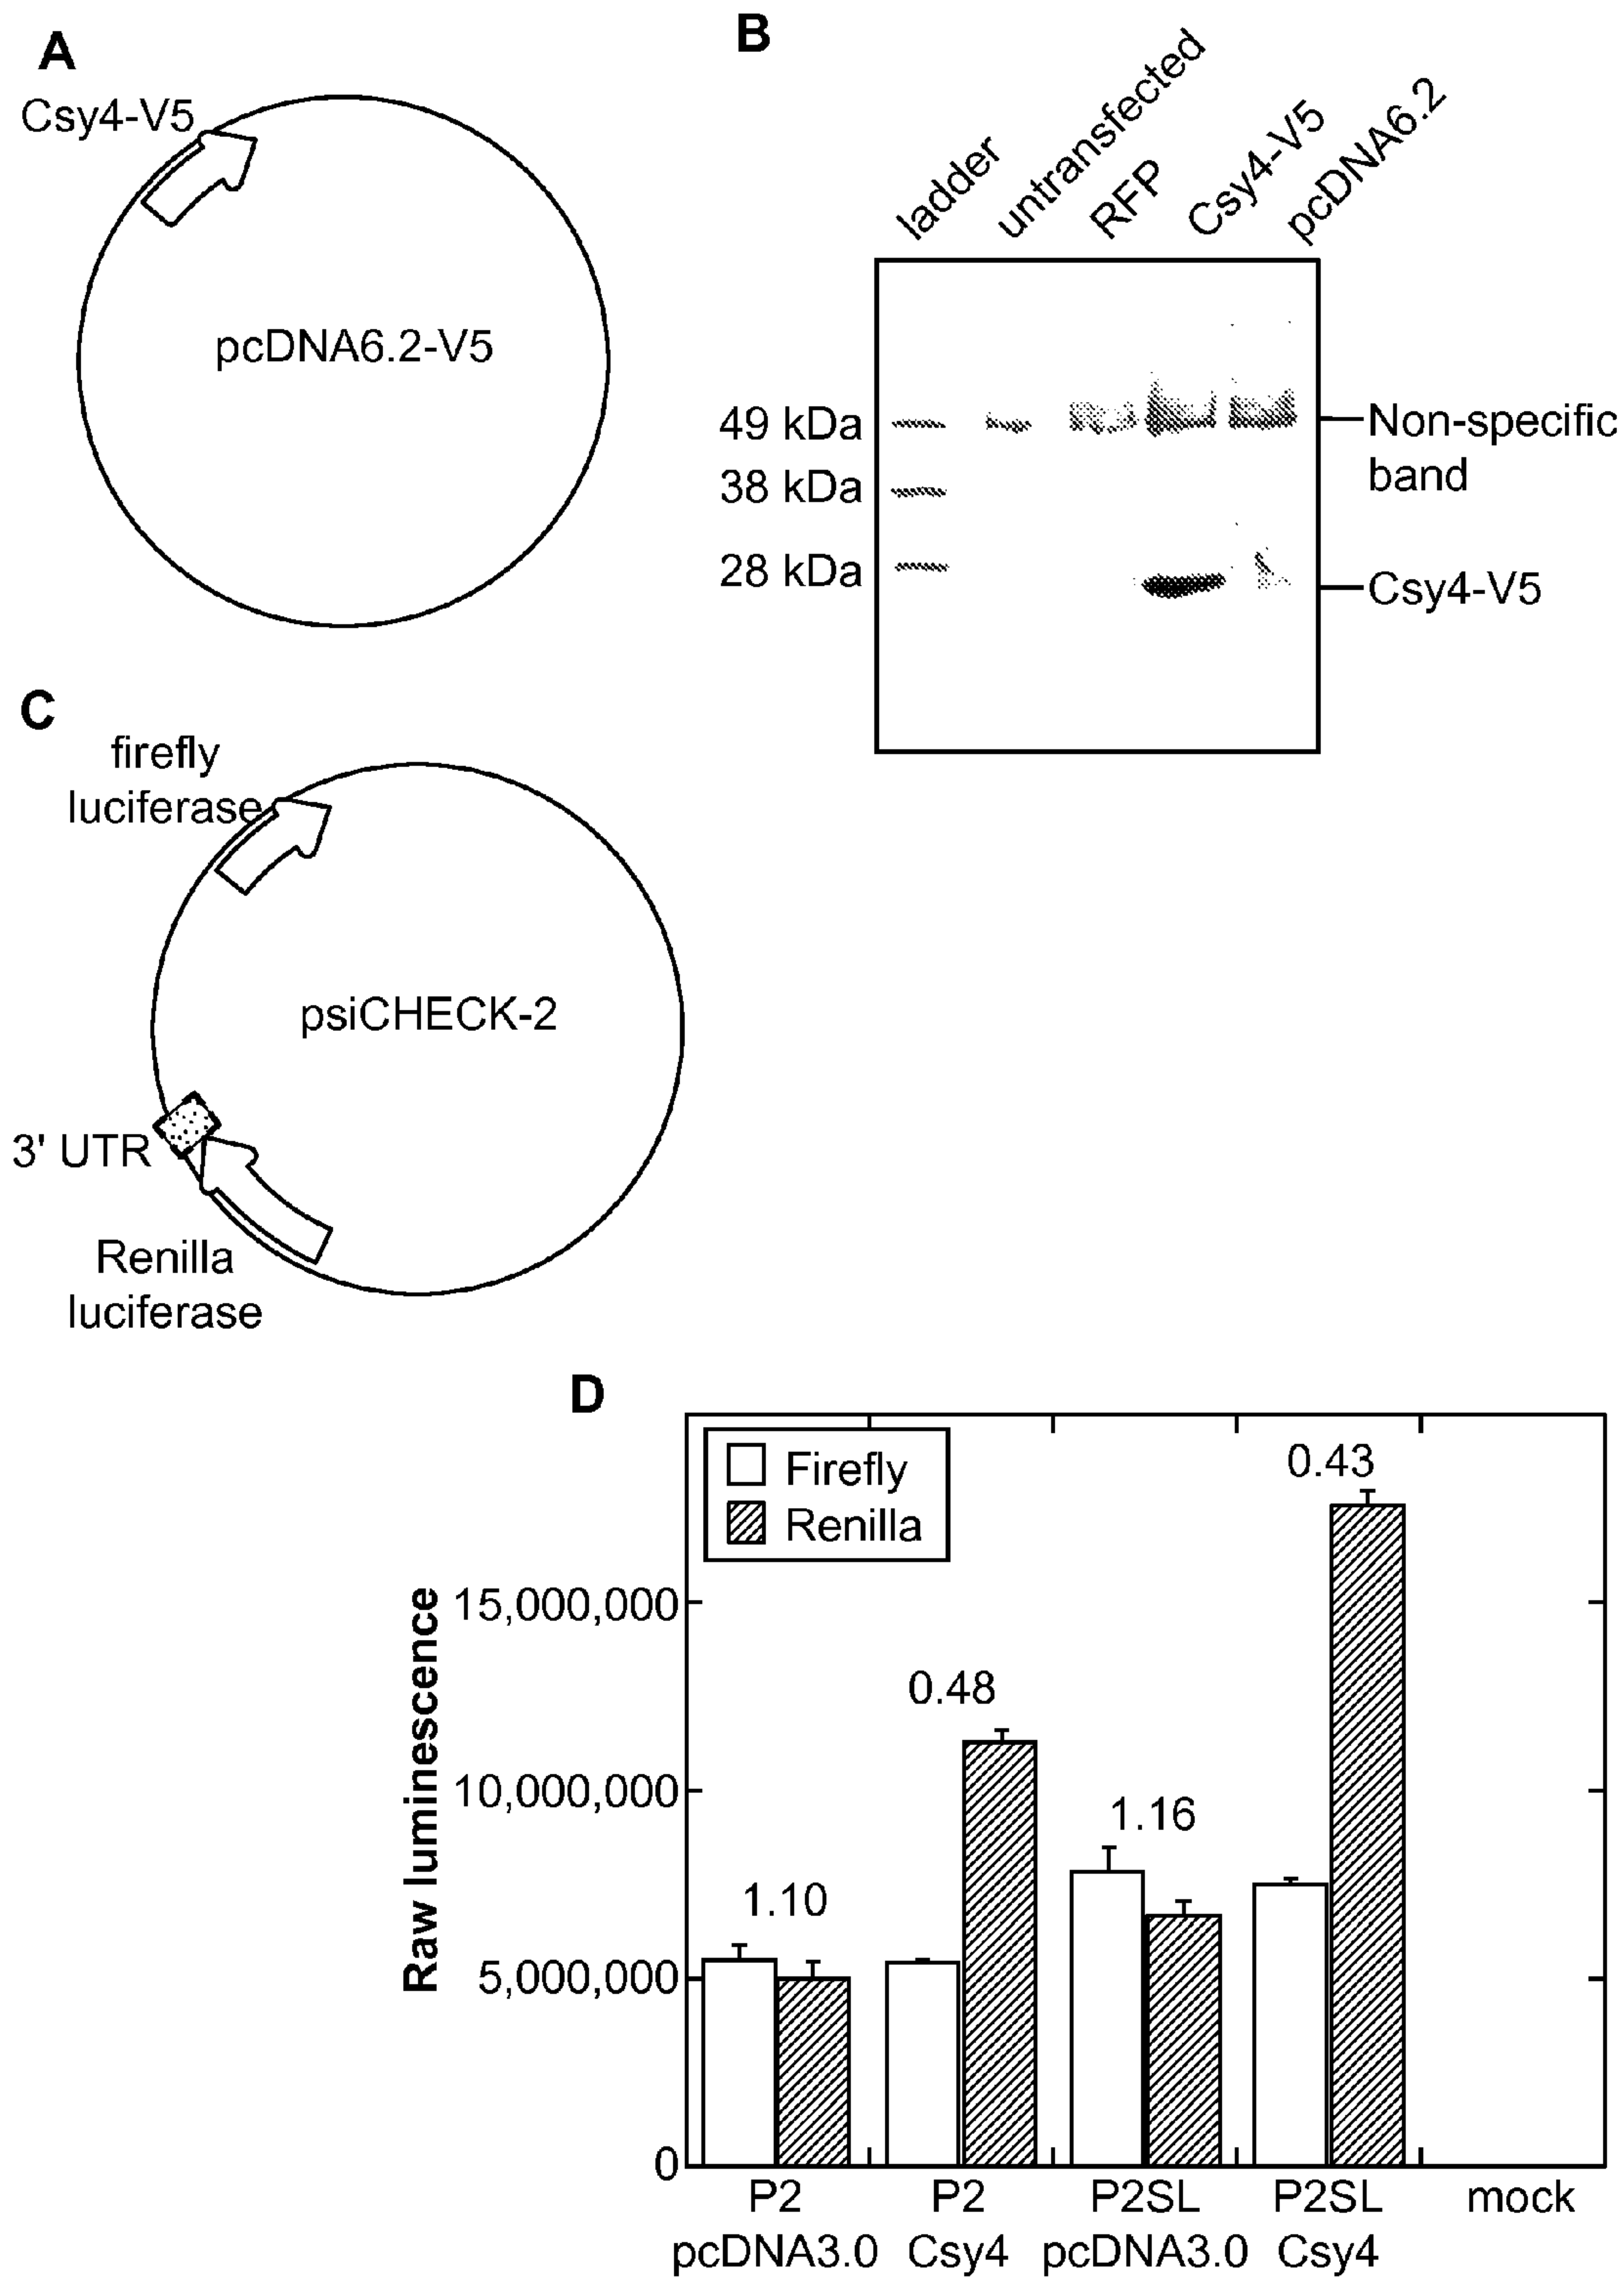 A
Csy4-V5
pcDNA6.2-V5
B
ladder
untransfected
RFP
Csy4-V5
pcDNA6.2
49 kDa
38 kDa
28 kDa
Non-specific
band
Csy4-V5
C
firefly
luciferase
psiCHECK-2
3' UTR
Renilla
luciferase
D
Firefly
Renilla
Raw luminescence
15,000,000
10,000,000
5,000,000
0
1.10
0.48
1.16
0.43
P2
pcDNA3.0
P2
Csy4
P2SL
pcDNA3.0
P2SL
Csy4
mock